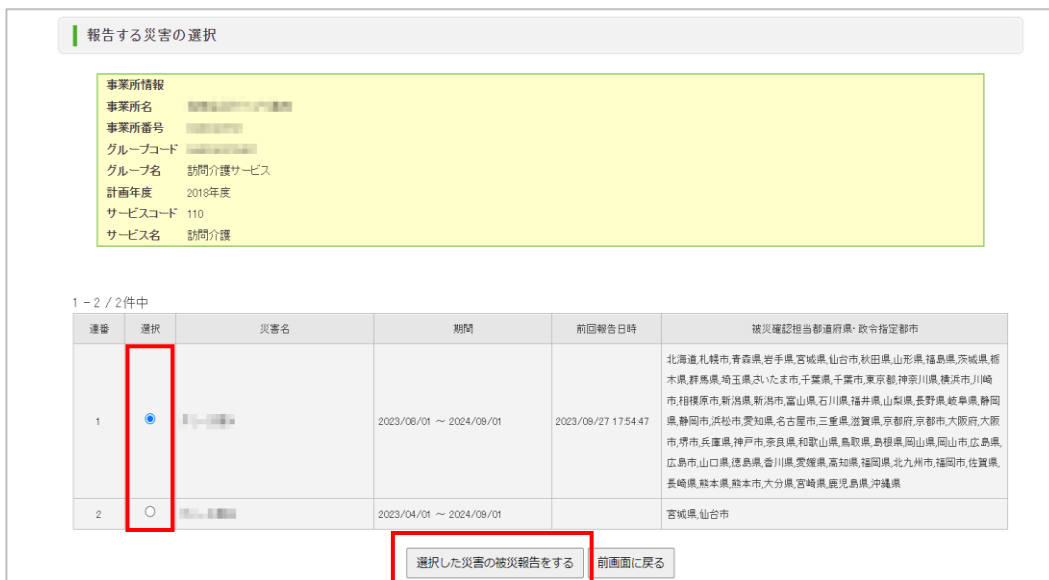 報告する災害の選択
事業所情報
事業所名
事業所番号
グループコード
グループ名 訪問介護サービス
計画年度 2018年度
サービスコード 110
サービス名 訪問介護
1 - 2 / 2件中
連番 選択 災害名 期間 前回報告日時 被災確認担当都道府県・政令指定都市
北海道,札幌市,青森県,岩手県,宮城県,仙台市,秋田県,山形県,福島県,茨城県,栃
木県,群馬県,埼玉県,さいたま市,千葉県,千葉市,東京都,神奈川県,横浜市,川崎
市,相模原市,新潟県,新潟市,富山県,石川県,福井県,山梨県,長野県,岐阜県,静岡
県,静岡市,浜松市,愛知県,名古屋市,三重県,滋賀県,京都府,京都市,大阪府,大阪
市,堺市,兵庫県,神戸市,奈良県,和歌山県,鳥取県,島根県,岡山県,岡山市,広島県,
広島市,山口県,徳島県,香川県,愛媛県,高知県,福岡県,北九州市,福岡市,佐賀県,
長崎県,熊本県,熊本市,大分県,宮崎県,鹿児島県,沖縄県
1 2023/08/01 ～ 2024/09/01 2023/09/27 17:54:47
2 2023/04/01 ～ 2024/09/01 宮城県,仙台市
選択した災害の被災報告をする 前画面に戻る